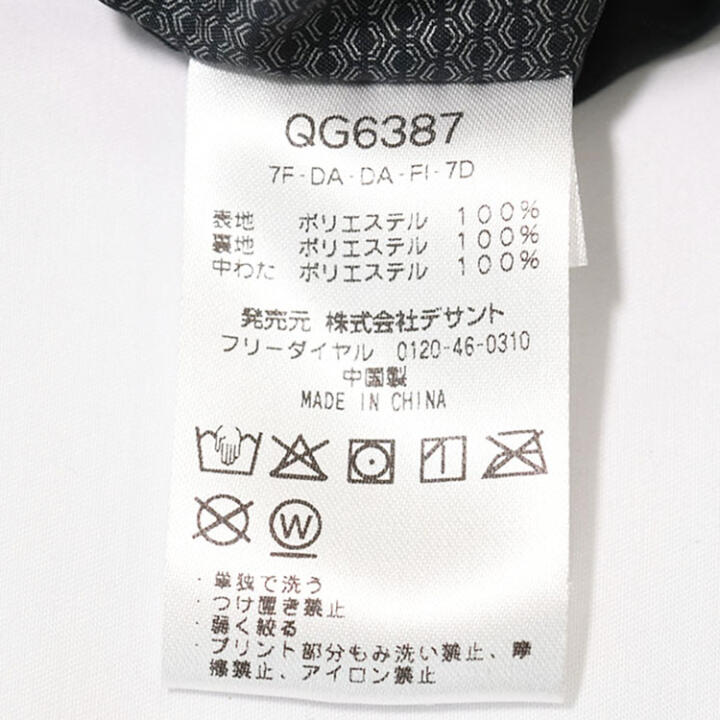 QG6387
7F-DA-DA-FI-7D
表地 ポリエステル 100%
裏地 ポリエステル 100%
中わた ポリエステル 100%
発売元 株式会社デサント
フリーダイヤル 0120-46-0310
中国製
MADE IN CHINA
W
・単独で洗う
・つけ置き禁止
・弱く絞る
・プリント部分もみ洗い禁止、摩
擦禁止、アイロン禁止